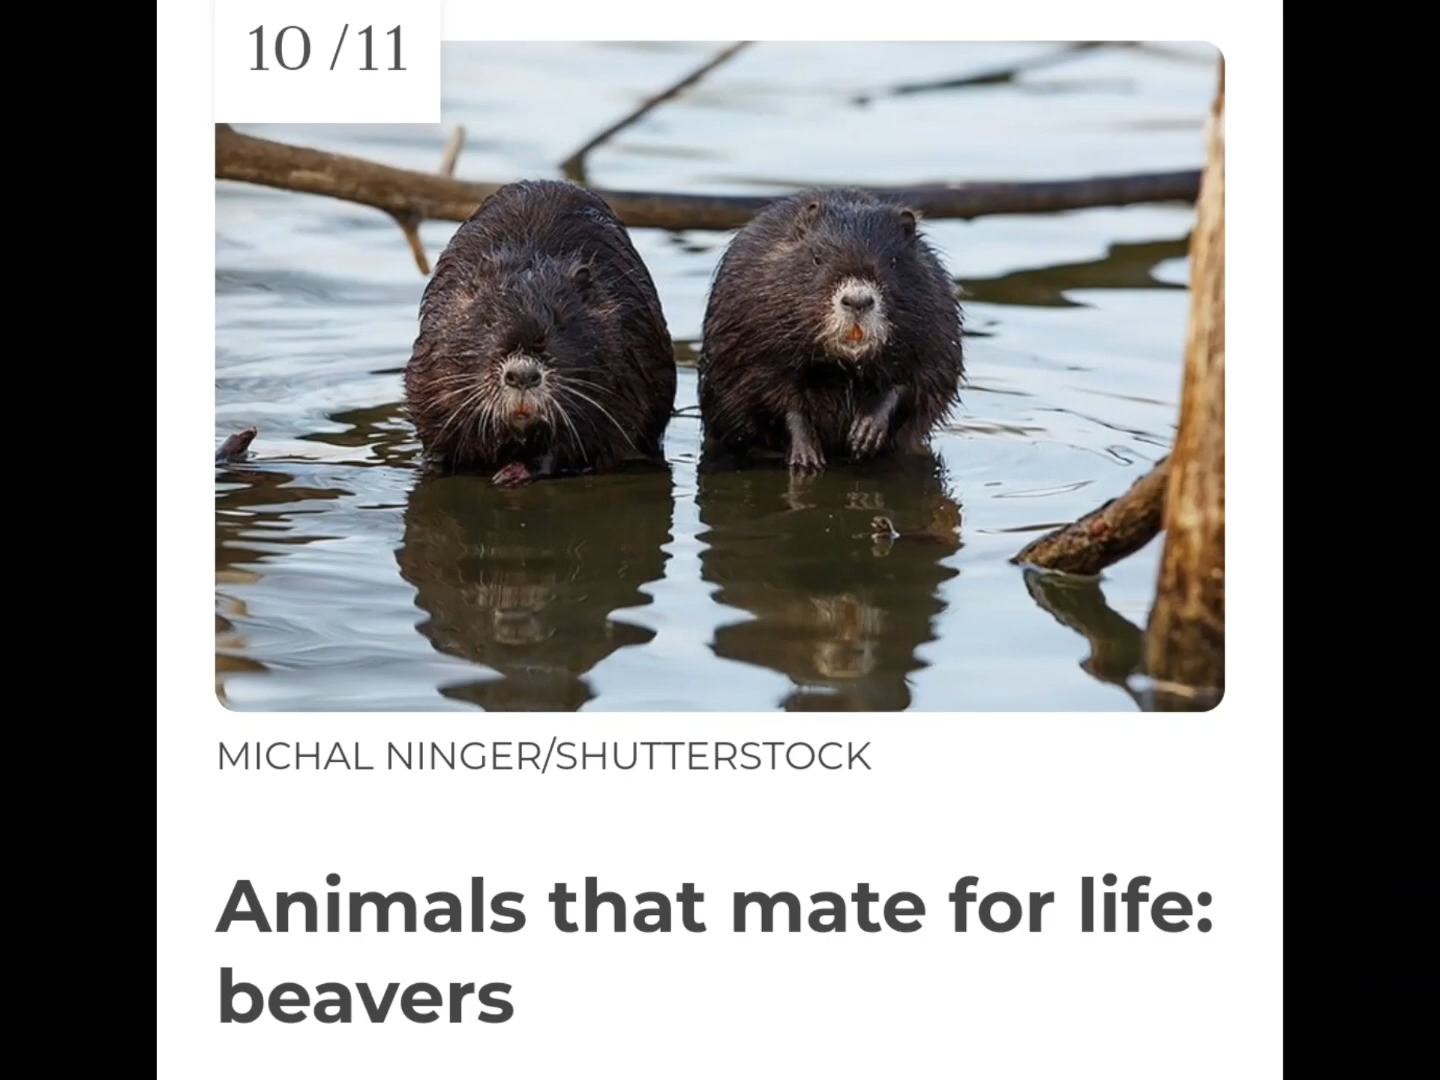 10 /11
MICHAL NINGER/SHUTTERSTOCK
Animals that mate for life:
beavers